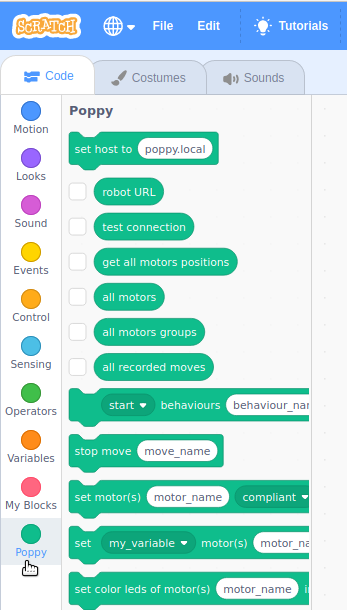 SCRATCH File Edit Tutorials
Code Costumes Sounds
Motion
Looks
Sound
Events
Control
Sensing
Operators
Variables
My Blocks
Poppy
Poppy
set host to poppy.local
robot URL
test connection
get all motors positions
all motors
all motors groups
all recorded moves
start behaviours behaviour_nar
stop move move_name
set motor(s) motor_name compliant
set my_variable motor(s) motor_na
set color leds of motor(s) motor_name i